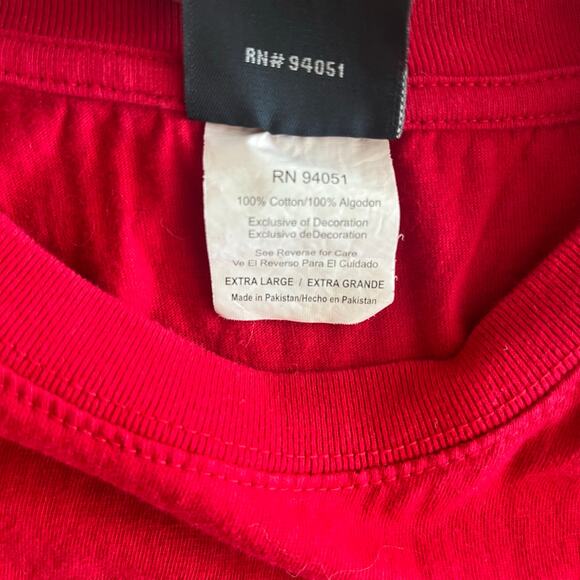 RN# 94051
RN 94051
100% Cotton/100% Algodon
Exclusive of Decoration
Exclusivo deDecoration
See Reverse for Care
Ve El Reverso Para El Cuidado
EXTRA LARGE / EXTRA GRANDE
Made in Pakistan/Hecho en Pakistan